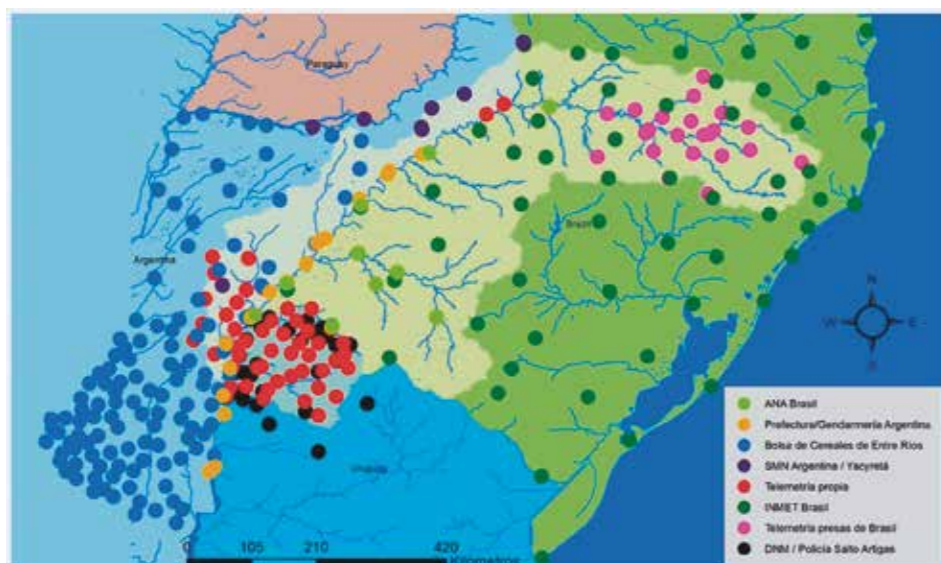 Paraguay
Brazil
Argentina
N
W
E
S
Uruguay
0 105 210 420
Kilometros
ANA Brasil
Prefectura/Gendarmería Argentina
Bolsa de Cereales de Entre Ríos
SMN Argentina / Yacyretá
Telemetría propia
INMET Brasil
Telemetría presas de Brasil
DNM / Policía Salto Artigas